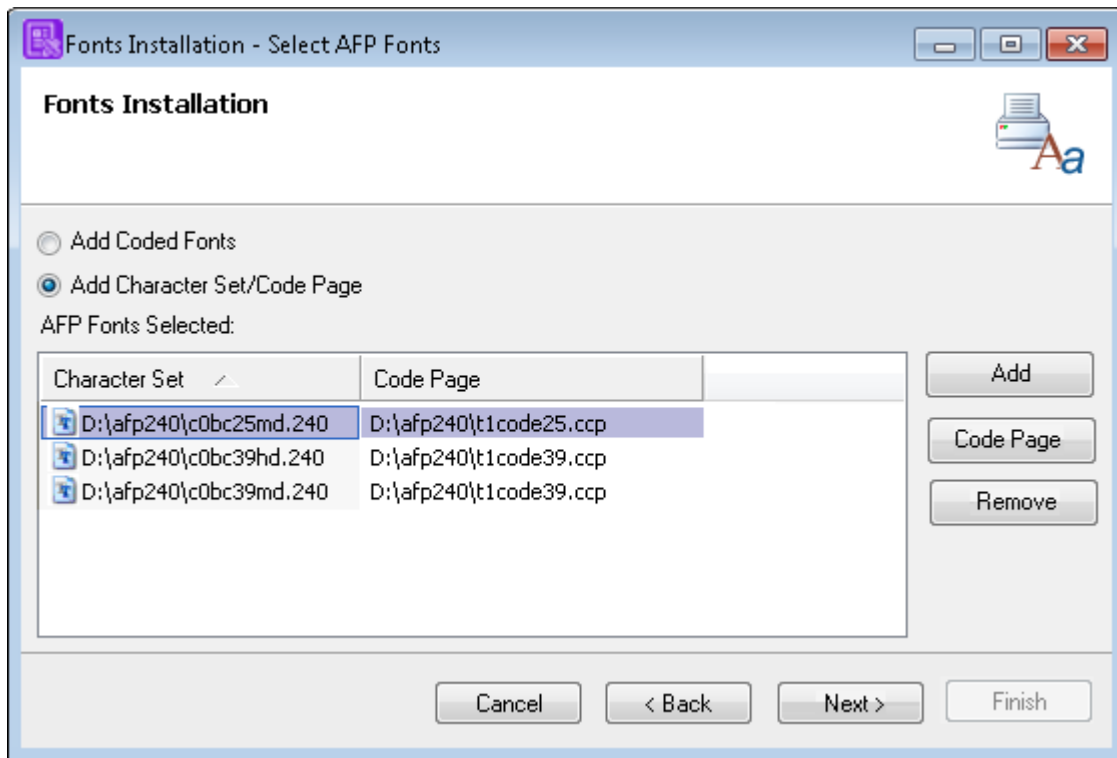 Fonts Installation - Select AFP Fonts
Fonts Installation
Aa
Add Coded Fonts
Add Character Set/Code Page
AFP Fonts Selected:
Character Set Code Page
D:\afp240\c0bc25md.240 D:\afp240\t1code25.ccp
D:\afp240\c0bc39hd.240 D:\afp240\t1code39.ccp
D:\afp240\c0bc39md.240 D:\afp240\t1code39.ccp
Add
Code Page
Remove
Cancel < Back Next > Finish